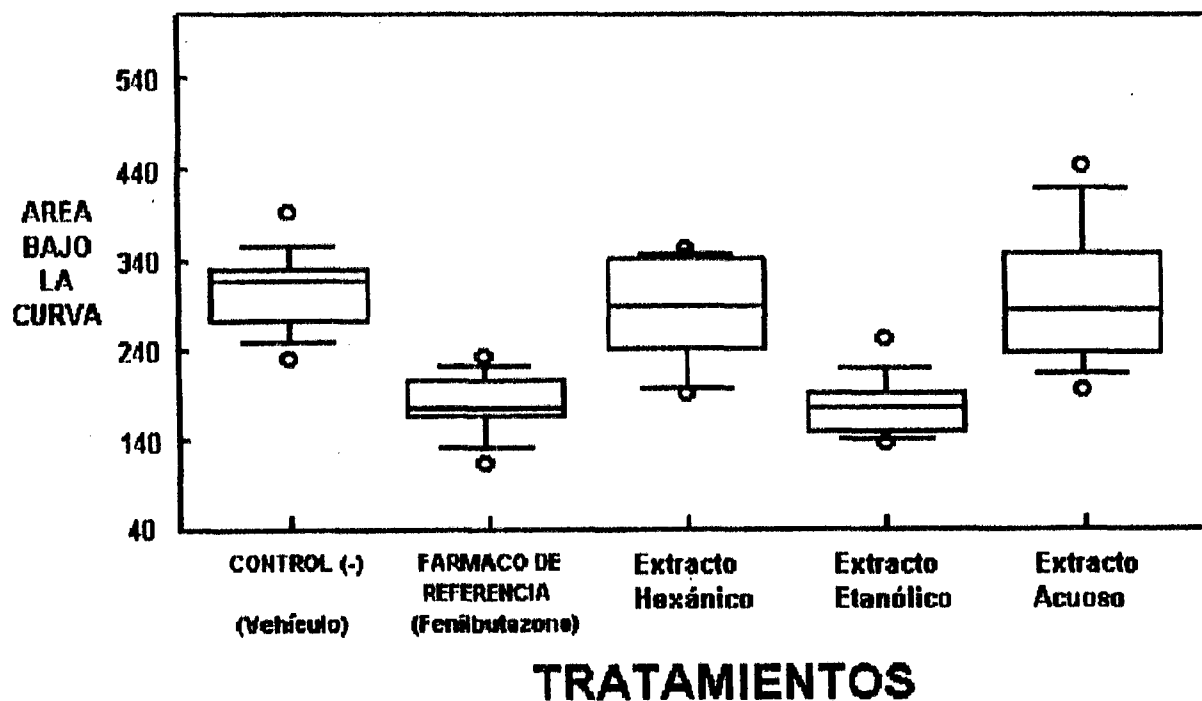 540
440
340
240
140
40
AREA
BAJO
LA
CURVA
CONTROL (-)
(Vehículo)
FARMACO DE
REFERENCIA
(Fenilbutazona)
Extracto
Hexánico
Extracto
Etanólico
Extracto
Acuoso
TRATAMIENTOS